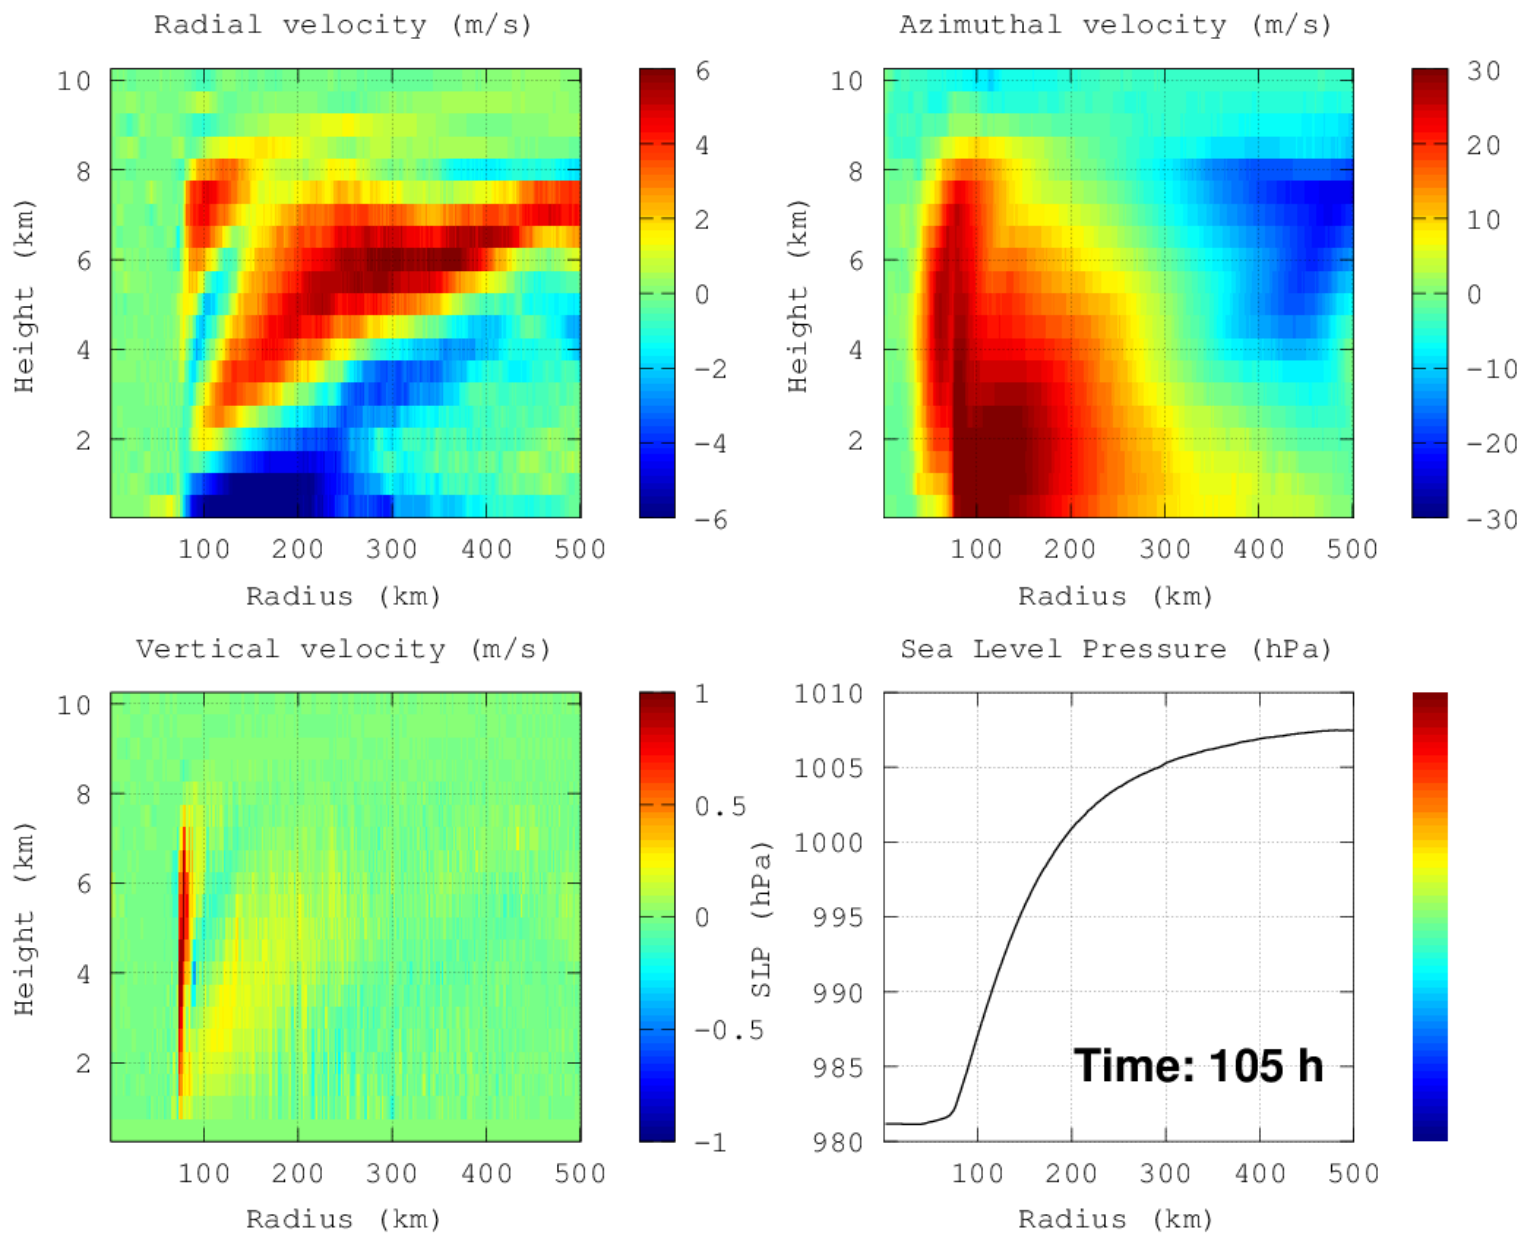 Radial velocity (m/s)
10
8
6
4
2
Height (km)
100 200 300 400 500
Radius (km)
6
4
2
0
−2
−4
−6
Azimuthal velocity (m/s)
10
8
6
4
2
Height (km)
100 200 300 400 500
Radius (km)
30
20
10
0
−10
−20
−30
Vertical velocity (m/s)
10
8
6
4
2
Height (km)
100 200 300 400 500
Radius (km)
1
0.5
0
−0.5
−1
Sea Level Pressure (hPa)
1010
1005
1000
995
990
985
980
SLP (hPa)
Time: 105 h
100 200 300 400 500
Radius (km)